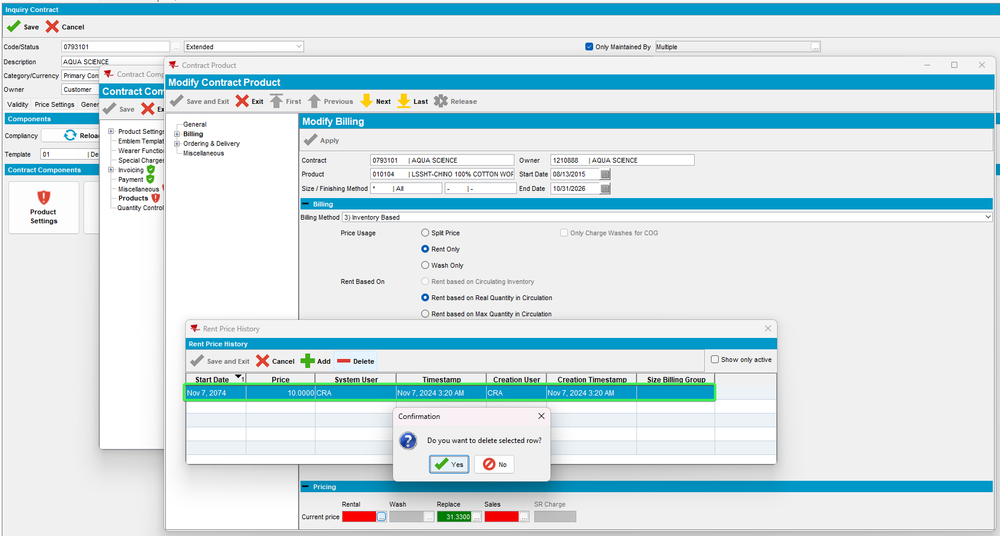 Inquiry Contract
Save Cancel
Code/Status 0793101 ... Extended Only Maintained By Multiple ...
Description AQUA SCIENCE
Category/Currency Primary Con
Owner Customer
Validity Price Settings Gener
Components
Compliancy Reloa
Template 01 | De
Contract Components
Product
Settings
Contract Comp
Contract Com
Save Ex
Product Settings
Emblem Templat
Wearer Functio
Special Charges
Invoicing
Payment
Miscellaneous
Products
Quantity Control
Contract Product
Modify Contract Product
Save and Exit Exit First Previous Next Last Release
General
Billing
Ordering & Delivery
Miscellaneous
Modify Billing
Apply
Contract 0793101 | AQUA SCIENCE Owner 1210888 | AQUA SCIENCE
Product 010104 | LSSHT-CHINO 100% COTTON WOR Start Date 08/13/2015 16
Size / Finishing Method * | All - | - End Date 10/31/2026 16
Billing
Billing Method 3) Inventory Based
Price Usage Split Price Only Charge Washes for COG
Rent Only
Wash Only
Rent Based On Rent based on Circulating Inventory
Rent based on Real Quantity in Circulation
Rent based on Max Quantity in Circulation
Rent Price History
Rent Price History
Save and Exit Cancel Add Delete Show only active
Start Date 1 Price System User Timestamp Creation User Creation Timestamp Size Billing Group
Nov 7, 2074 10.0000 CRA Nov 7, 2024 3:20 AM CRA Nov 7, 2024 3:20 AM
Confirmation
Do you want to delete selected row?
Yes No
Pricing
Rental Wash Replace Sales SR Charge
Current price ... ... 31.3300 ... ...